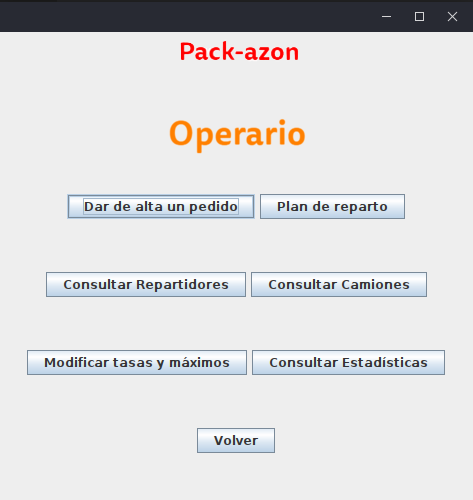 Pack-azon
Operario
Dar de alta un pedido Plan de reparto
Consultar Repartidores Consultar Camiones
Modificar tasas y máximos Consultar Estadísticas
Volver